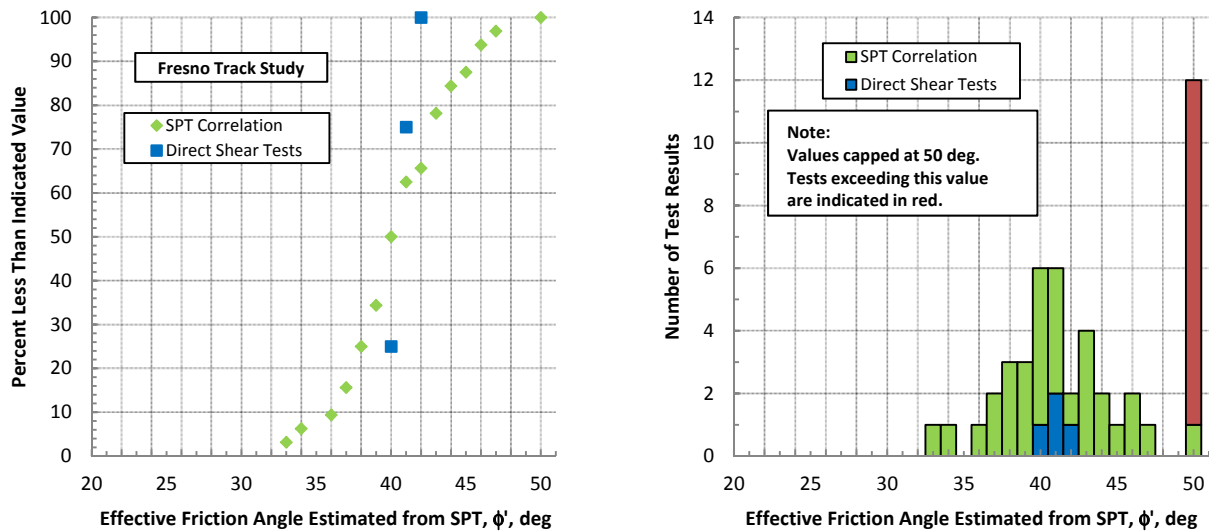 100
90
80
70
60
50
40
30
20
10
0
Percent Less Than Indicated Value
Fresno Track Study
SPT Correlation
Direct Shear Tests
20 25 30 35 40 45 50
Effective Friction Angle Estimated from SPT, ϕ', deg
14
12
10
8
6
4
2
0
Number of Test Results
SPT Correlation
Direct Shear Tests
Note:
Values capped at 50 deg.
Tests exceeding this value
are indicated in red.
20 25 30 35 40 45 50
Effective Friction Angle Estimated from SPT, ϕ', deg